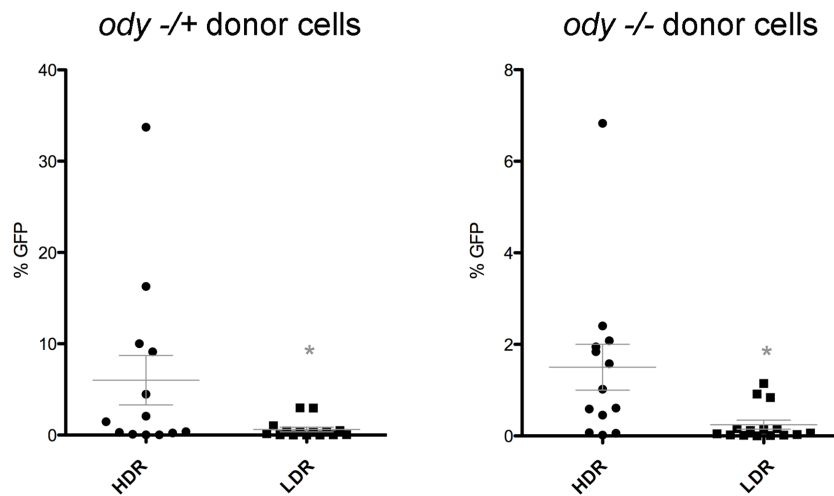 ody -/+ donor cells
40
30
20
10
0
% GFP
HDR
LDR
*
ody -/- donor cells
8
6
4
2
0
% GFP
HDR
LDR
*